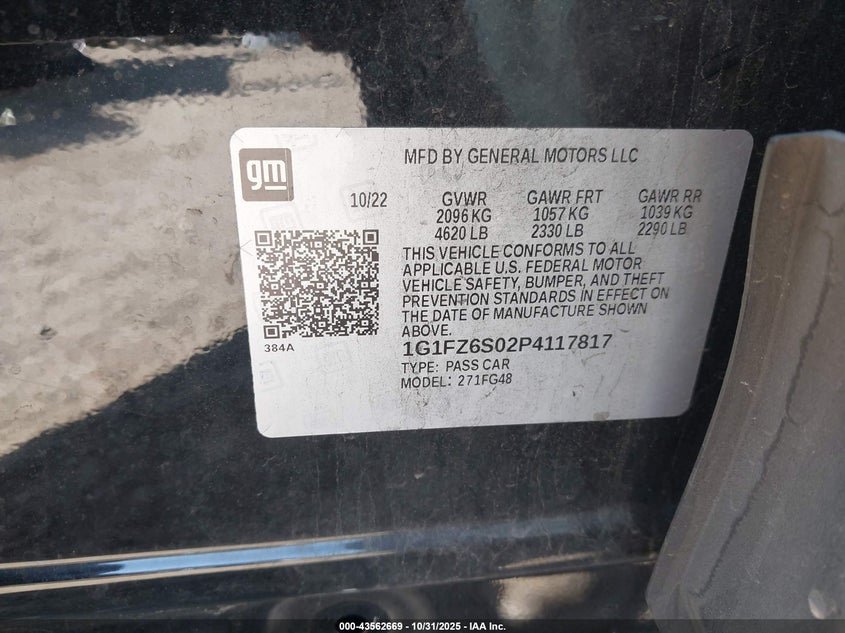 gm
MFD BY GENERAL MOTORS LLC
10/22 GVWR GAWR FRT GAWR RR
2096 KG 1057 KG 1039 KG
4620 LB 2330 LB 2290 LB
THIS VEHICLE CONFORMS TO ALL
APPLICABLE U.S. FEDERAL MOTOR
VEHICLE SAFETY, BUMPER, AND THEFT
PREVENTION STANDARDS IN EFFECT ON
THE DATE OF MANUFACTURE SHOWN
ABOVE.
384A
1G1FZ6S02P4117817
TYPE: PASS CAR
MODEL: 271FG48
000-43562669 - 10/31/2025 - IAA Inc.